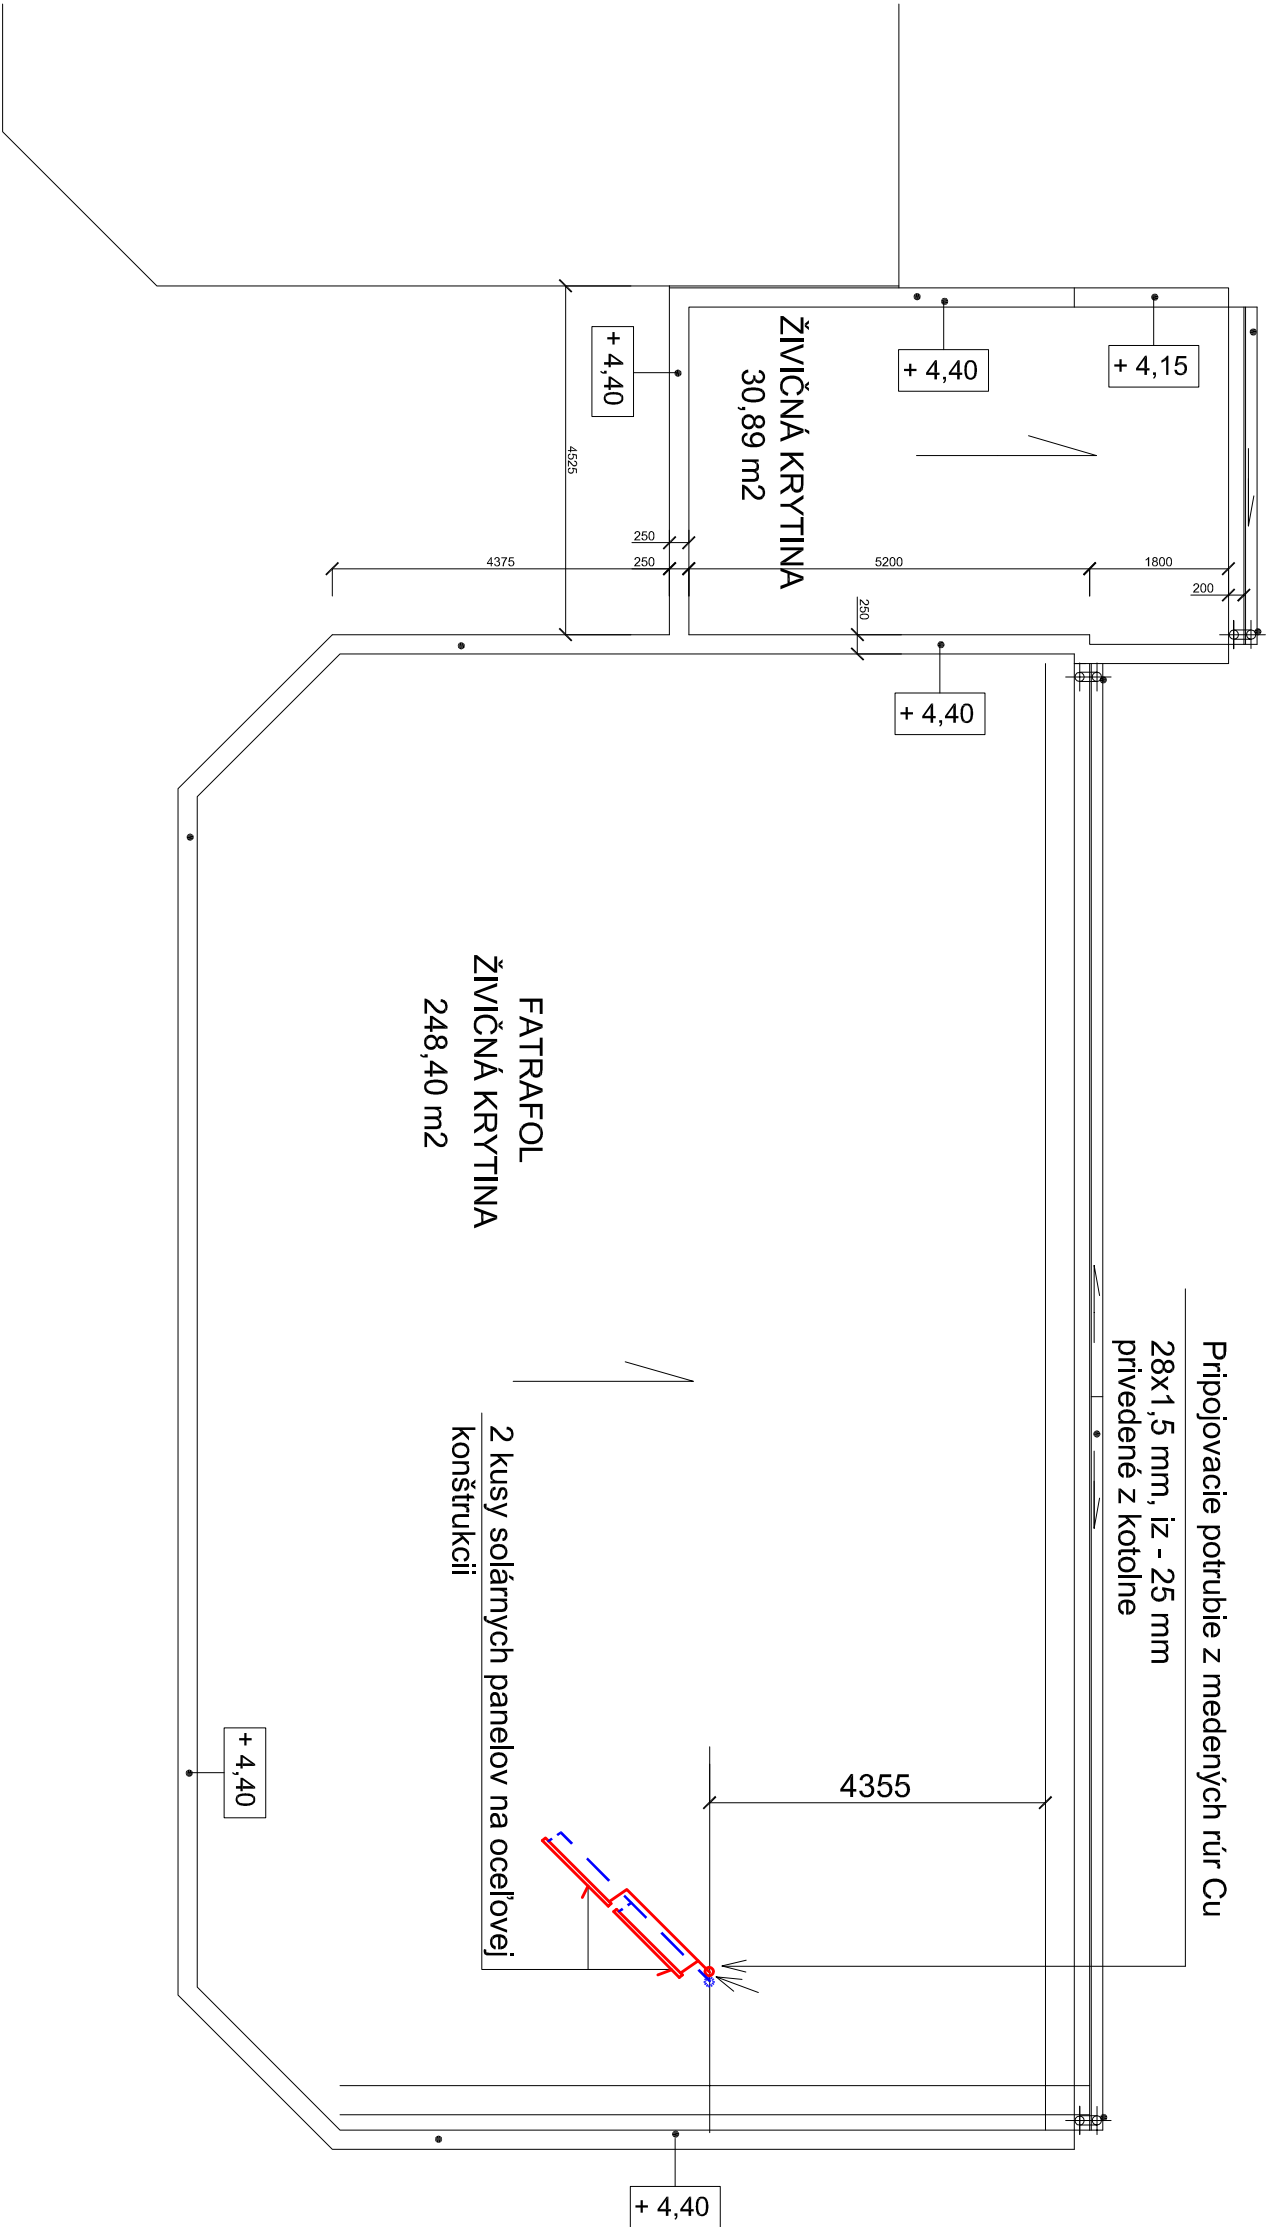 + 4,40
+ 4,40
+ 4,15
ŽIVIČNÁ KRYTINA
30,89 m2
4525
250
250
4375
5200
1800
200
250
+ 4,40
FATRAFOL
ŽIVIČNÁ KRYTINA
248,40 m2
Pripojovacie potrubie z medených rúr Cu
28x1,5 mm, iz - 25 mm
privedené z kotolne
2 kusy solárnych panelov na oceľovej
konštrukcii
4355
+ 4,40
+ 4,40